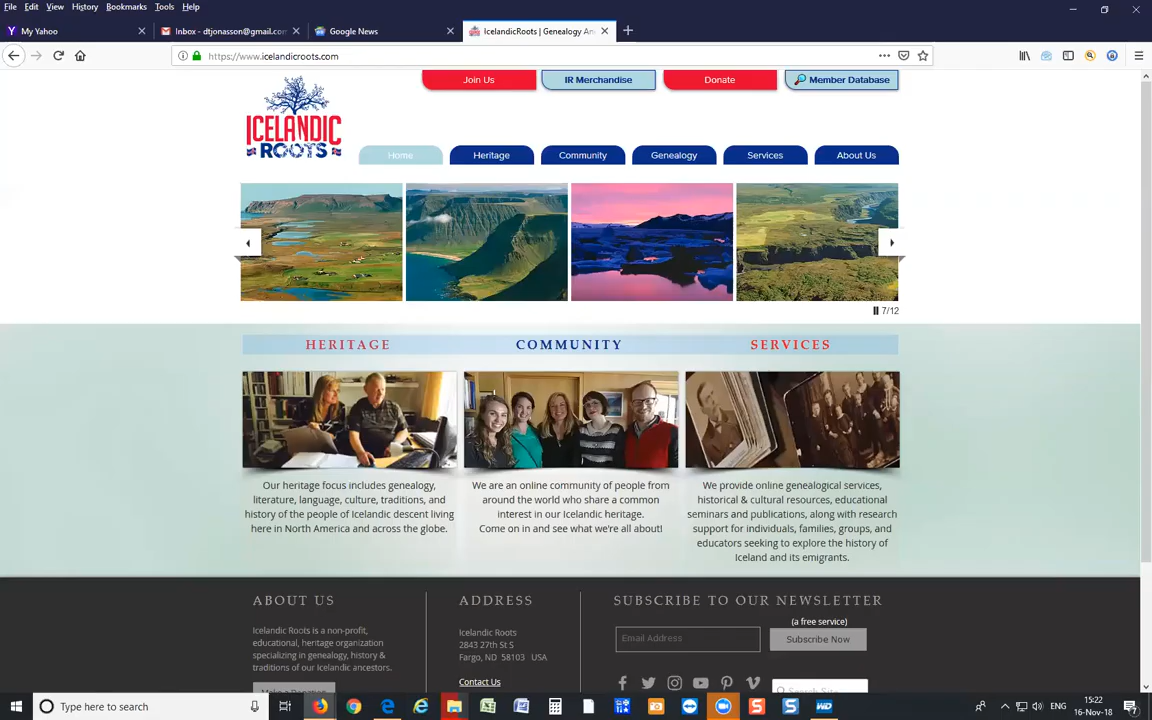 File Edit View History Bookmarks Tools Help
My Yahoo
Inbox - dtjonasson@gmail.com
Google News
IcelandicRoots | Genealogy An
https://www.icelandicroots.com
Join Us
IR Merchandise
Donate
Member Database
ICELANDIC
ROOTS
Home
Heritage
Community
Genealogy
Services
About Us
7/12
HERITAGE
COMMUNITY
SERVICES
Our heritage focus includes genealogy,
literature, language, culture, traditions, and
history of the people of Icelandic descent living
here in North America and across the globe.
We are an online community of people from
around the world who share a common
interest in our Icelandic heritage.
Come on in and see what we're all about!
We provide online genealogical services,
historical & cultural resources, educational
seminars and publications, along with research
support for individuals, families, groups, and
educators seeking to explore the history of
Iceland and its emigrants.
ABOUT US
Icelandic Roots is a non-profit,
educational, heritage organization
specializing in genealogy, history &
traditions of our Icelandic ancestors.
Make a Donation
ADDRESS
Icelandic Roots
2843 27th St S
Fargo, ND 58103 USA
Contact Us
SUBSCRIBE TO OUR NEWSLETTER
(a free service)
Email Address
Subscribe Now
Search Site
Type here to search
ENG
15:22
16-Nov-18